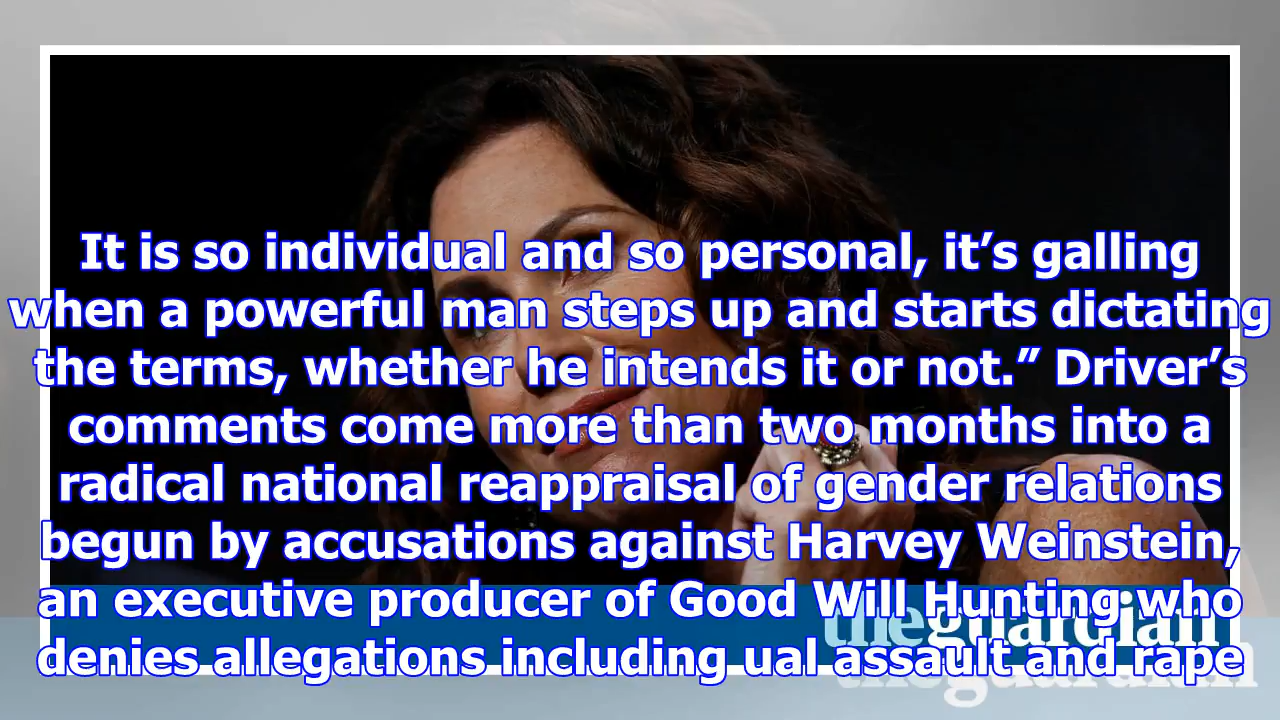 It is so individual and so personal, it’s galling
when a powerful man steps up and starts dictating
the terms, whether he intends it or not.” Driver’s
comments come more than two months into a
radical national reappraisal of gender relations
begun by accusations against Harvey Weinstein,
an executive producer of Good Will Hunting who
denies allegations including ual assault and rape
theguardian
theguardian